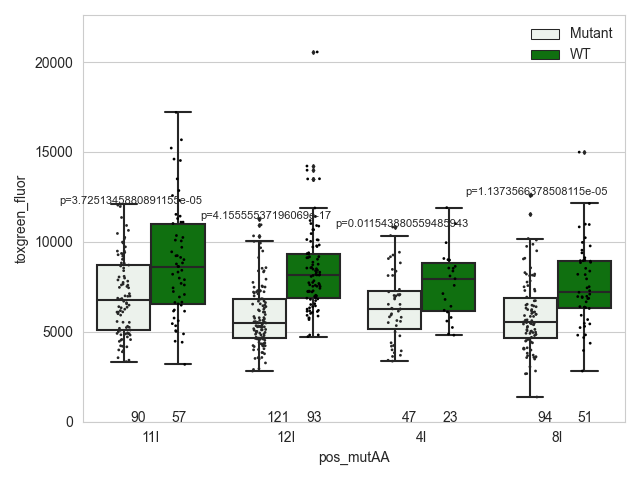 Mutant
WT
20000
15000
10000
5000
0
toxgreen_fluor
p=3.7251345880891155e-05
p=4.15555537196069e-17
p=0.011543880559485943
p=1.1373566378508115e-05
90 57 121 93 47 23 94 51
11I 12I 4I 8I
pos_mutAA